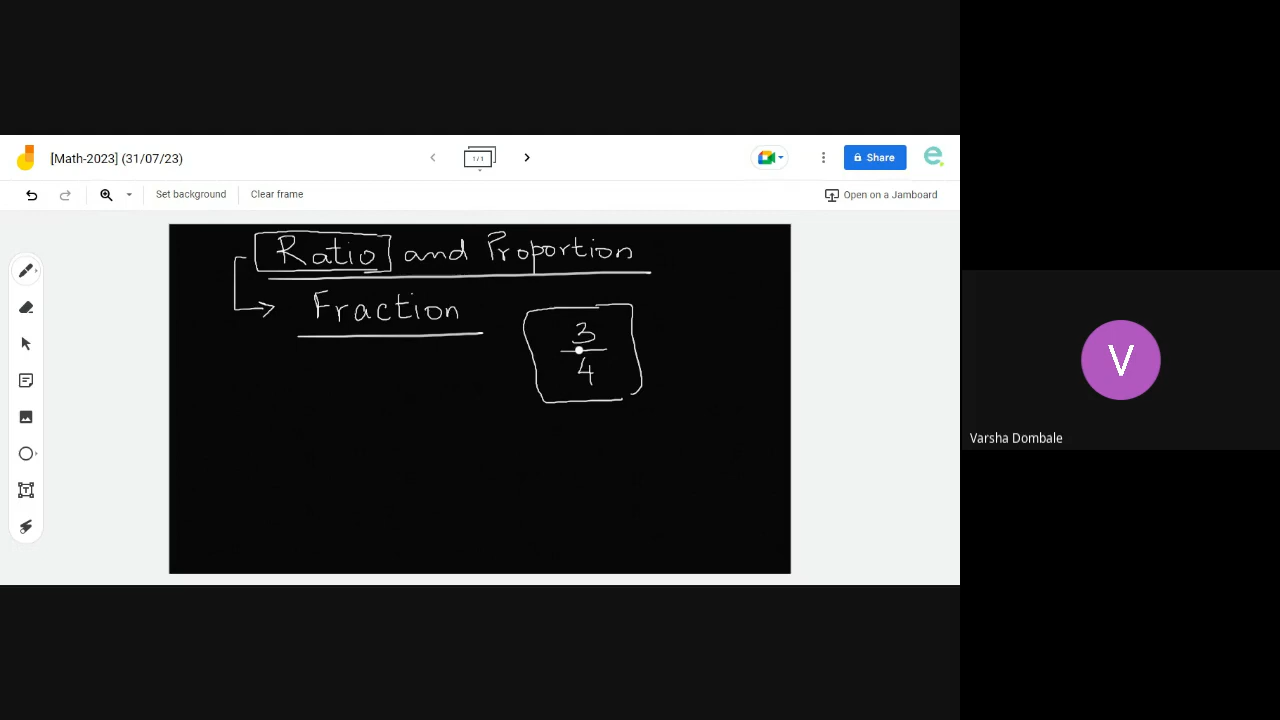 [Math-2023] (31/07/23)
1/1
Share
Set background
Clear frame
Open on a Jamboard
Ratio and Proportion
Fraction
3
4
V
Varsha Dombale